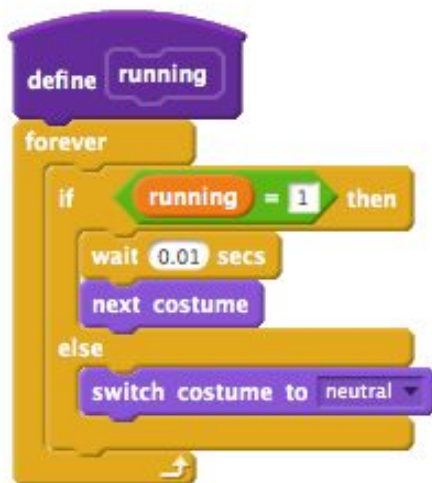 define running
forever
if running = 1 then
wait 0.01 secs
next costume
else
switch costume to neutral